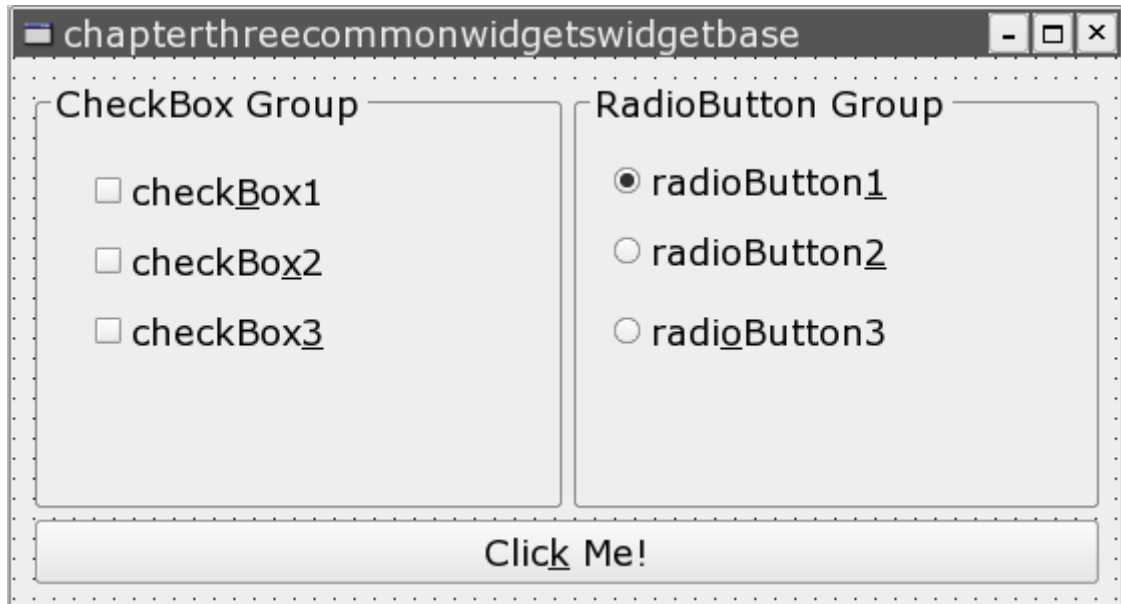 chapterthreecommonwidgetswidgetbase
CheckBox Group
checkBox1
checkBox2
checkBox3
RadioButton Group
radioButton1
radioButton2
radioButton3
Click Me!